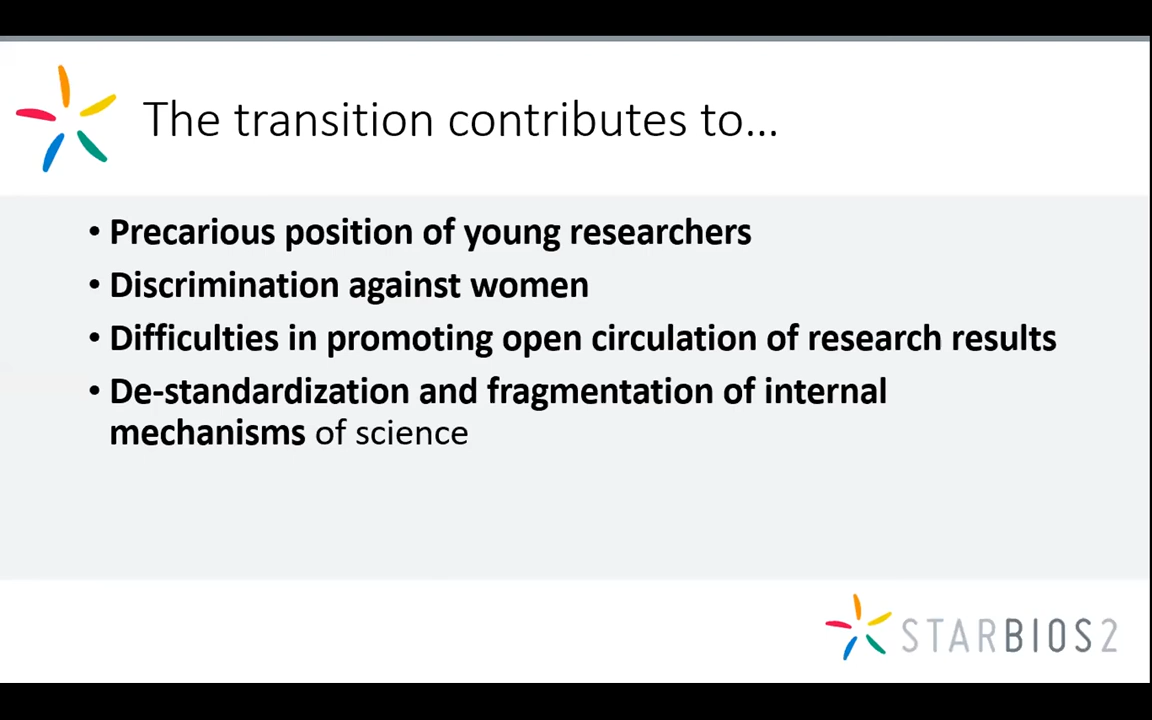 The transition contributes to...
• Precarious position of young researchers
• Discrimination against women
• Difficulties in promoting open circulation of research results
• De-standardization and fragmentation of internal
mechanisms of science
STARBIOS2